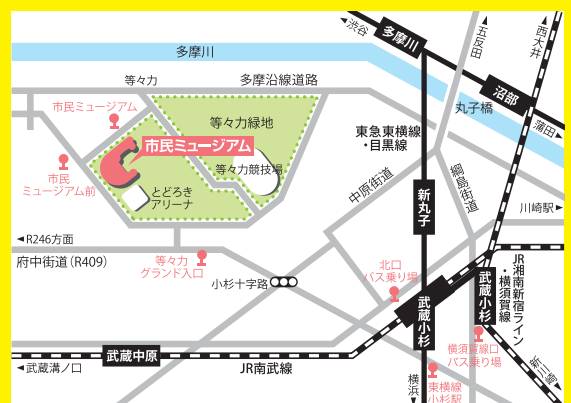 渋谷
多摩川
五反田
西大井
多摩川
等々力
多摩沿線道路
沼部
市民ミュージアム
丸子橋
蒲田
等々力緑地
東急東横線
・目黒線
市民ミュージアム
等々力競技場
市民
ミュージアム前
とどろき
アリーナ
中原街道
綱島街道
新丸子
川崎駅
R246方面
府中街道（R409）
等々力
グランド入口
小杉十字路
北口
バス乗り場
武蔵小杉
武蔵小杉
JR湘南新宿ライン
・横須賀線
武蔵中原
JR南武線
武蔵溝ノ口
横須賀線口
バス乗り場
新川崎
横浜
東横線
小杉駅